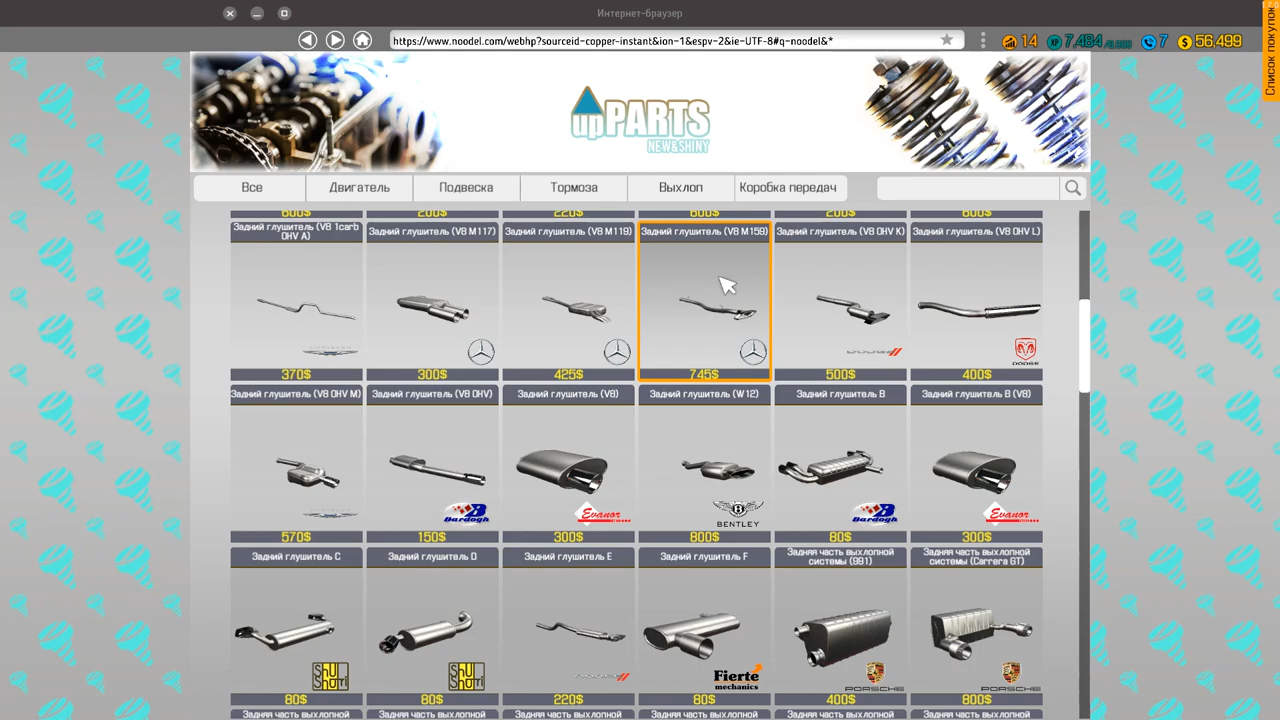 Интернет-браузер
https://www.noodel.com/webhp?sourceid-copper-instant&ion-1&espv-2&ie-UTF-8#q-noodel&*
14
7,484
7
56,499
Список покупок
upPARTS
NEW&SHINY
Все
Двигатель
Подвеска
Тормоза
Выхлоп
Коробка передач
600$
200$
220$
600$
200$
600$
Задний глушитель (V8 1carb
OHV A)
Задний глушитель (V8 M117)
Задний глушитель (V8 M119)
Задний глушитель (V8 M159)
Задний глушитель (V8 OHV K)
Задний глушитель (V8 OHV L)
DODGE
370$
300$
425$
745$
500$
400$
Задний глушитель (V8 OHV M)
Задний глушитель (V8 OHV)
Задний глушитель (V8)
Задний глушитель (W12)
Задний глушитель B
Задний глушитель B (V8)
Bardogh
Evanor
BENTLEY
Bardogh
Evanor
570$
150$
300$
800$
80$
300$
Задний глушитель C
Задний глушитель D
Задний глушитель E
Задний глушитель F
Задняя часть выхлопной
системы (991)
Задняя часть выхлопной
системы (Carrera GT)
Fierte
mechanics
PORSCHE
PORSCHE
80$
80$
220$
80$
400$
800$
Задняя часть выхлопной
Задняя часть выхлопной
Задняя часть выхлопной
Задняя часть выхлопной
Задняя часть выхлопной
Задняя часть выхлопной